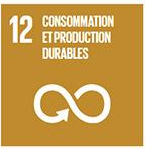 12 CONSOMMATION
ET PRODUCTION
DURABLES